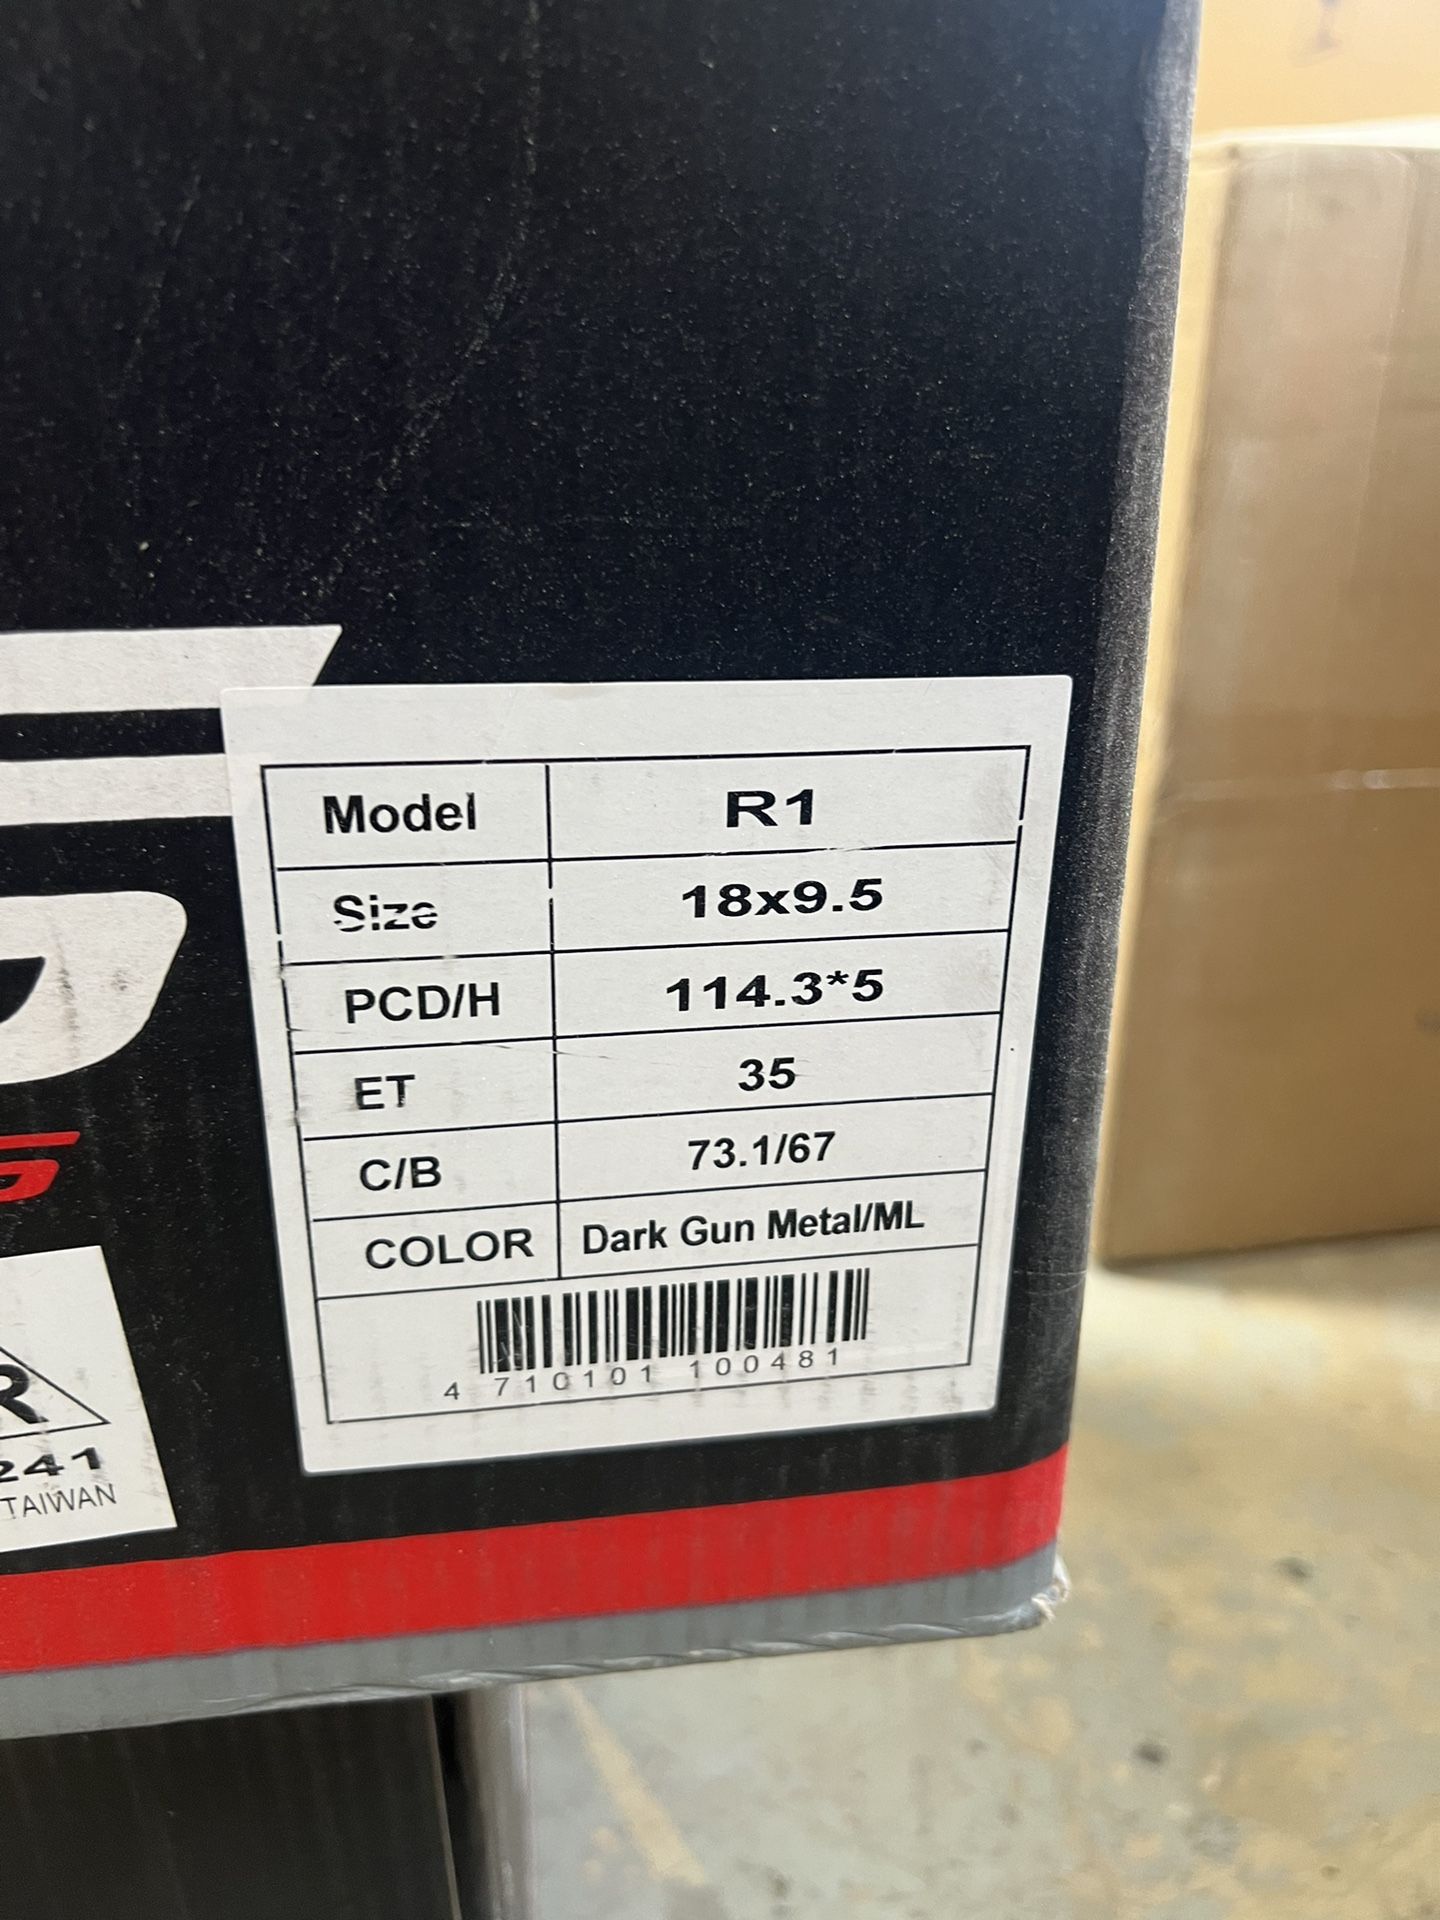 Model R1
Size 18x9.5
PCD/H 114.3*5
ET 35
C/B 73.1/67
COLOR Dark Gun Metal/ML
4 710101 100481
R
241
TAIWAN